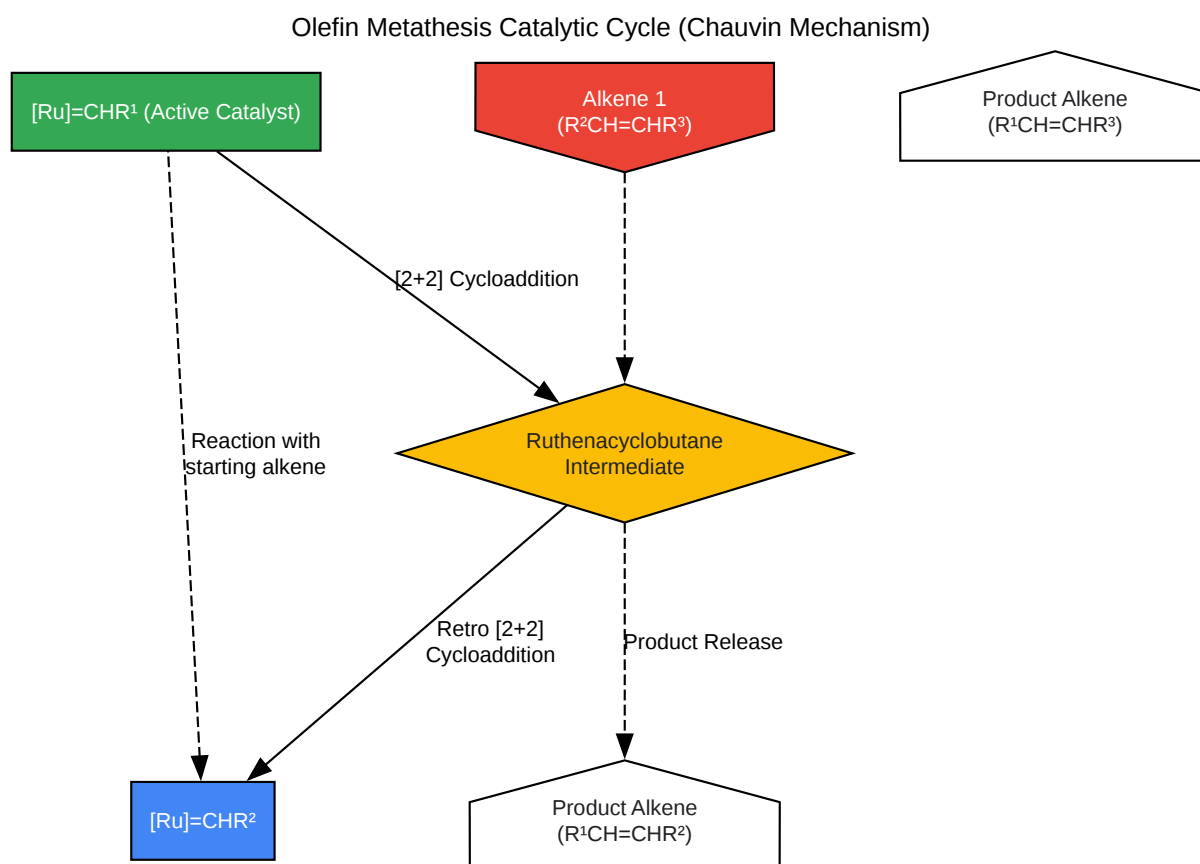 Olefin Metathesis Catalytic Cycle (Chauvin Mechanism)
[Ru]=CHR¹ (Active Catalyst)
Alkene 1
(R²CH=CHR³)
Product Alkene
(R¹CH=CHR³)
[2+2] Cycloaddition
Reaction with
starting alkene
Ruthenacyclobutane
Intermediate
Retro [2+2]
Cycloaddition
Product Release
[Ru]=CHR²
Product Alkene
(R¹CH=CHR²)